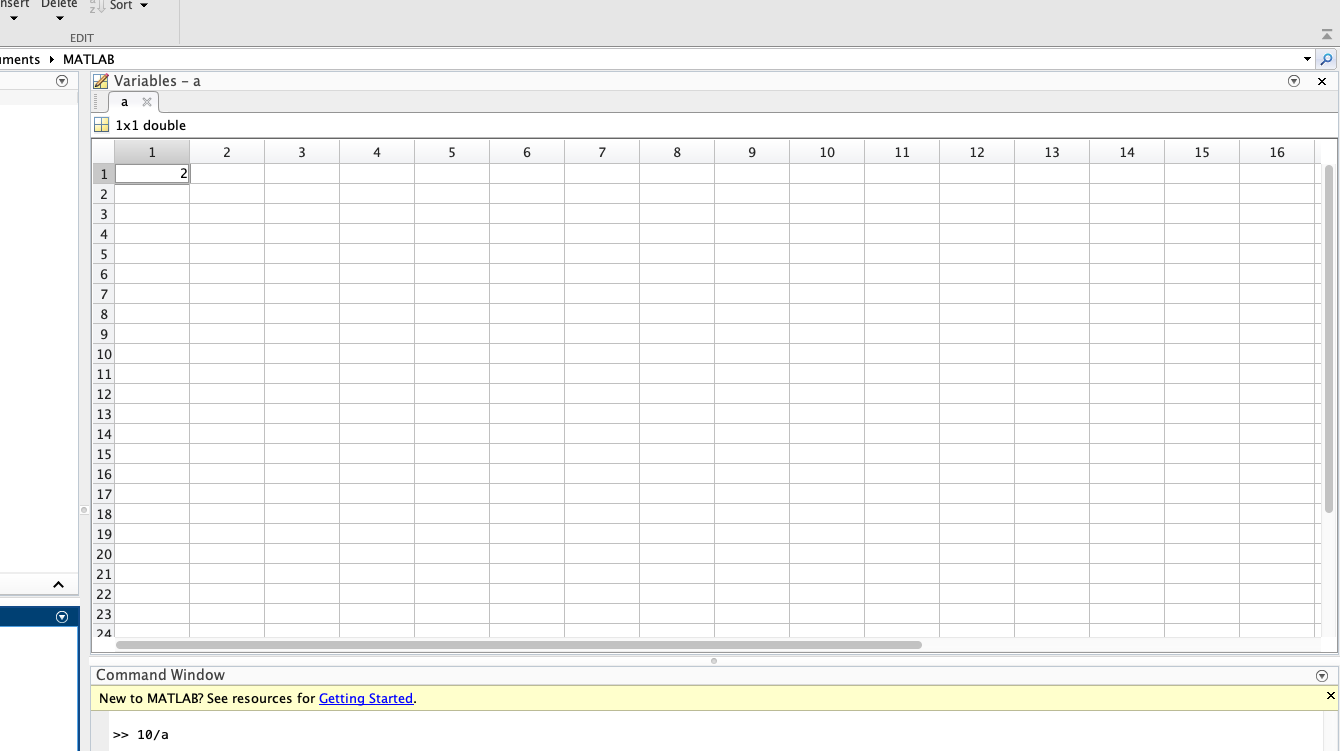 Delete
Sort
EDIT
MATLAB
Variables – a
a
1x1 double
1 2 3 4 5 6 7 8 9 10 11 12 13 14 15 16
1 2
2
3
4
5
6
7
8
9
10
11
12
13
14
15
16
17
18
19
20
21
22
23
24
Command Window
New to MATLAB? See resources for Getting Started.
>> 10/a